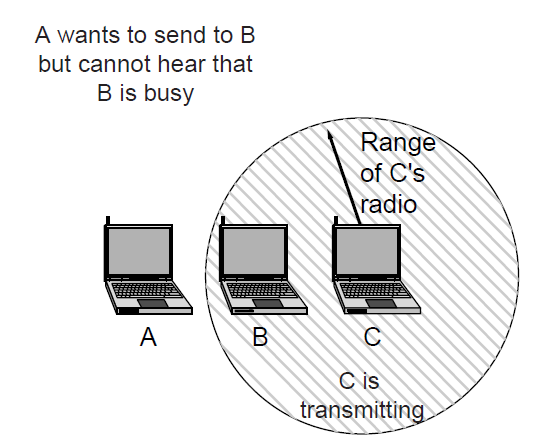 A wants to send to B
but cannot hear that
B is busy
Range
of C's
radio
A
B
C
C is
transmitting